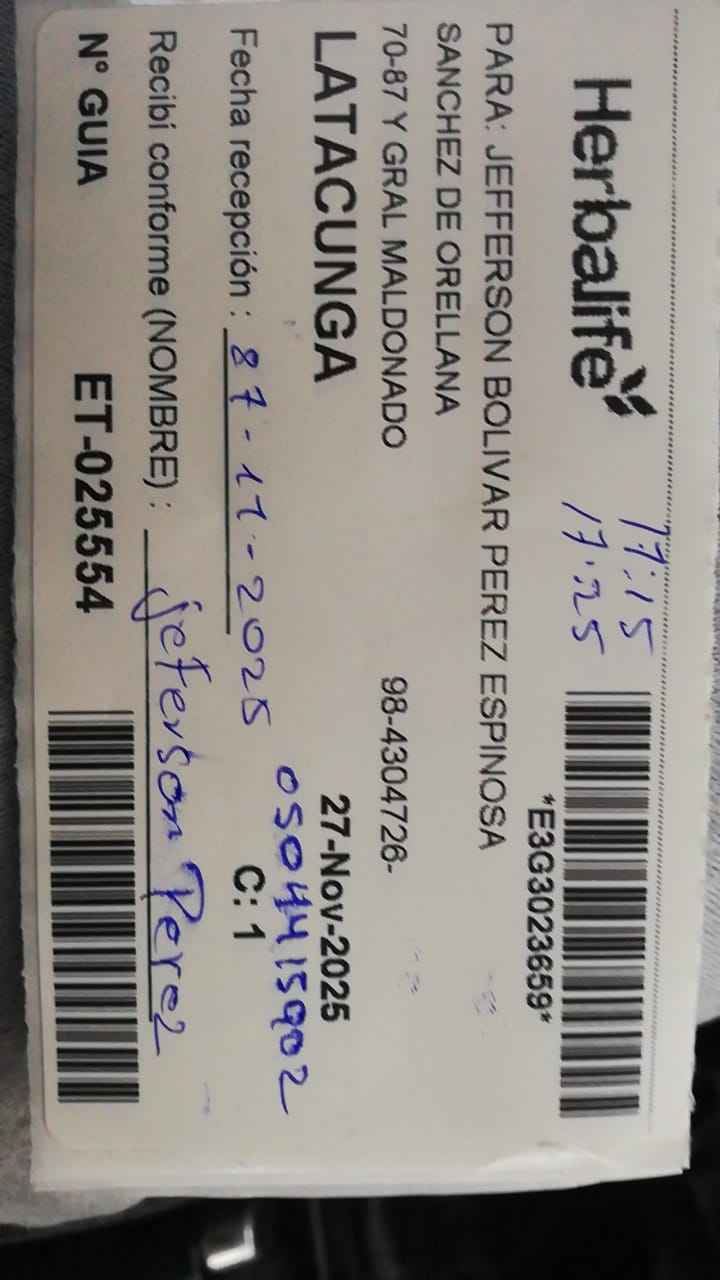 Herbalife
17:15
17:25
*E3G3023659*
PARA: JEFFERSON BOLIVAR PEREZ ESPINOSA
SANCHEZ DE ORELLANA
70-87 Y GRAL MALDONADO 98-4304726-
LATACUNGA 27-Nov-2025
0504415902
Fecha recepción : 87-11-2025 C: 1
Recibí conforme (NOMBRE) : jeferson Perez
N° GUIA ET-025554